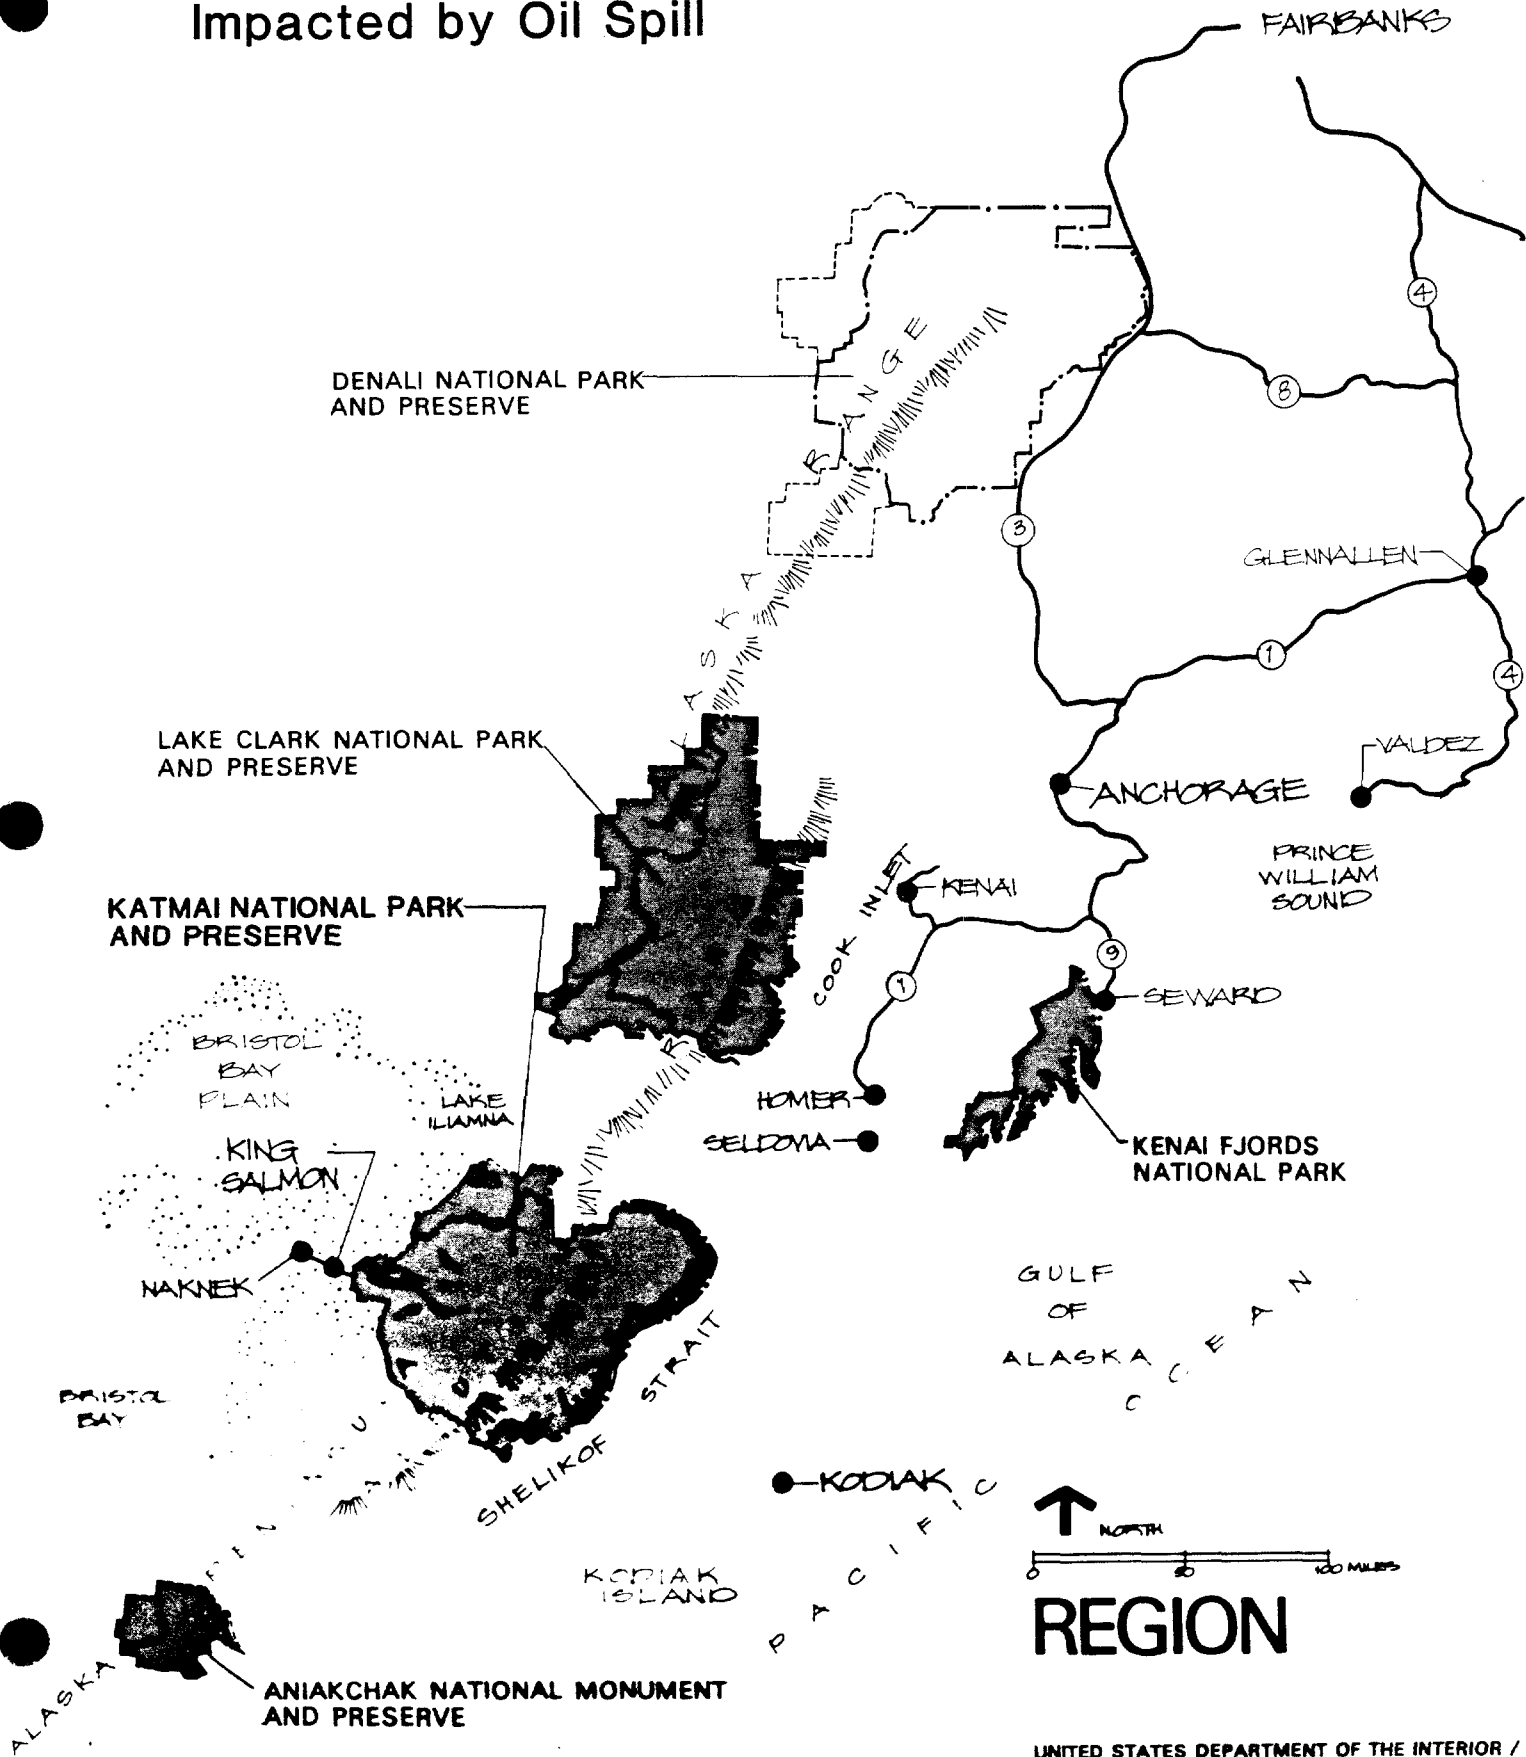 Impacted by Oil Spill
FAIRBANKS
4
DENALI NATIONAL PARK
AND PRESERVE
8
ALASKA RANGE
3
GLENNALLEN
1
4
LAKE CLARK NATIONAL PARK
AND PRESERVE
VALDEZ
ANCHORAGE
PRINCE
WILLIAM
SOUND
COOK INLET
KENAI
KATMAI NATIONAL PARK
AND PRESERVE
9
1
SEWARD
BRISTOL
BAY
PLAIN
LAKE
ILIAMNA
HOMER
SELDOVIA
KENAI FJORDS
NATIONAL PARK
KING
SALMON
NAKNEK
GULF
OF
ALASKA
PACIFIC OCEAN
SHELIKOF STRAIT
BRISTOL
BAY
KODIAK
KODIAK
ISLAND
NORTH
0 50 100 MILES
REGION
ALASKA
ANIAKCHAK NATIONAL MONUMENT
AND PRESERVE
UNITED STATES DEPARTMENT OF THE INTERIOR /